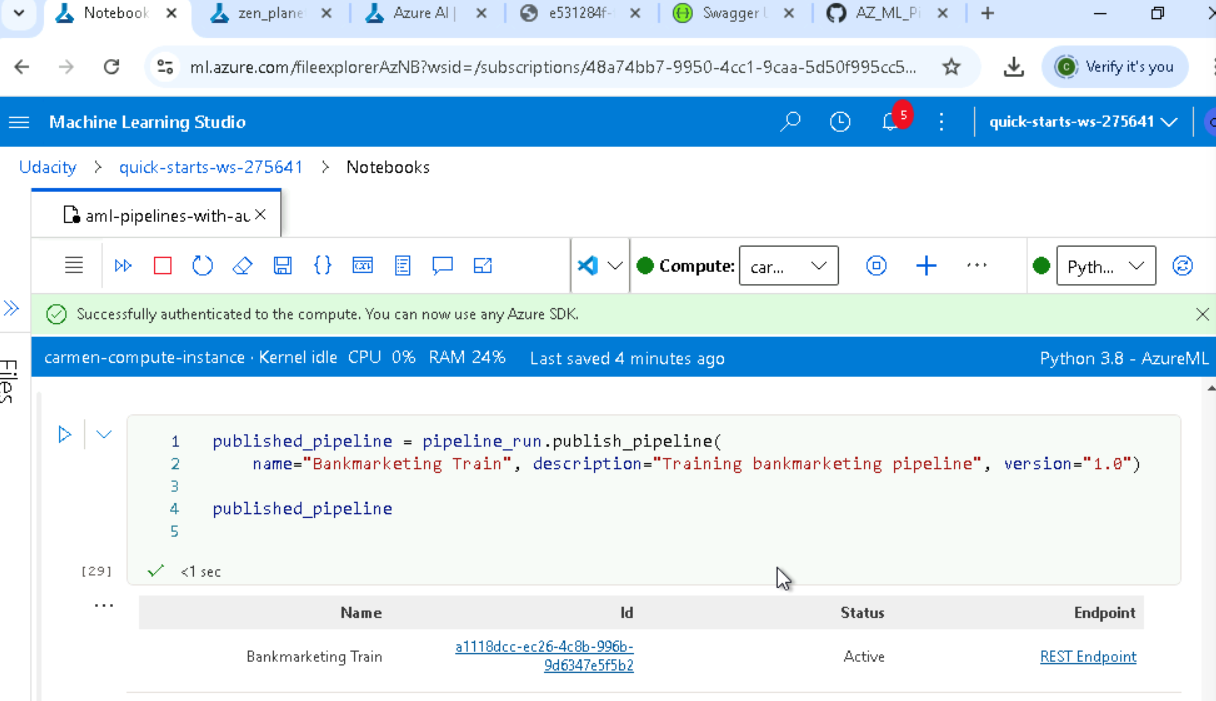 Notebook
zen_plane
Azure AI |
e531284f-
Swagger U
AZ_ML_Pi
ml.azure.com/fileexplorerAzNB?wsid=/subscriptions/48a74bb7-9950-4cc1-9caa-5d50f995cc5...
Verify it's you
Machine Learning Studio
5
quick-starts-ws-275641
Udacity > quick-starts-ws-275641 > Notebooks
aml-pipelines-with-au
Compute:
car...
Pyth...
Successfully authenticated to the compute. You can now use any Azure SDK.
carmen-compute-instance · Kernel idle CPU 0% RAM 24% Last saved 4 minutes ago
Python 3.8 - AzureML
Files
1 published_pipeline = pipeline_run.publish_pipeline(
2 name="Bankmarketing Train", description="Training bankmarketing pipeline", version="1.0")
3
4 published_pipeline
5
[29]
<1 sec
...
Name Id Status Endpoint
Bankmarketing Train a1118dcc-ec26-4c8b-996b- Active REST Endpoint
9d6347e5f5b2